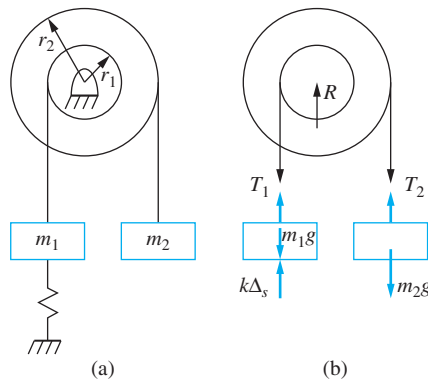 r₂ r₁ R
T₁ T₂
m₁ m₂ m₁g
kΔₛ m₂g
(a) (b)